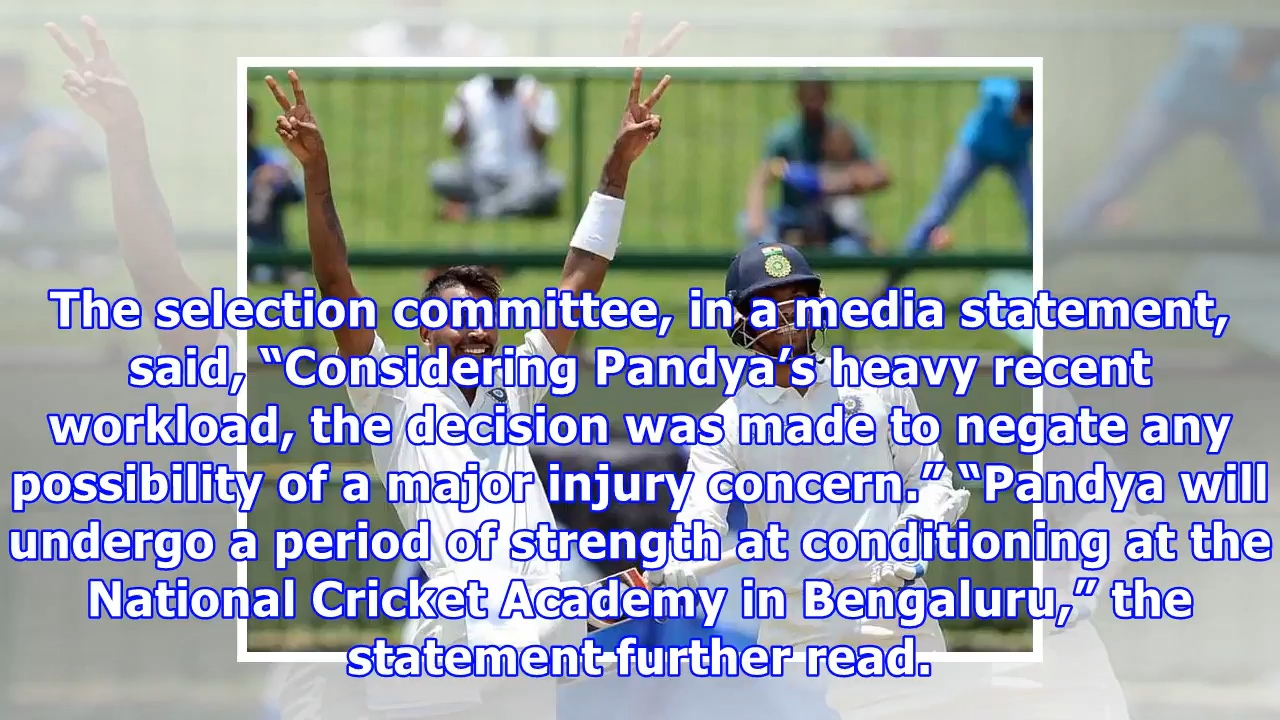 The selection committee, in a media statement,
said, “Considering Pandya’s heavy recent
workload, the decision was made to negate any
possibility of a major injury concern.” “Pandya will
undergo a period of strength at conditioning at the
National Cricket Academy in Bengaluru,” the
statement further read.